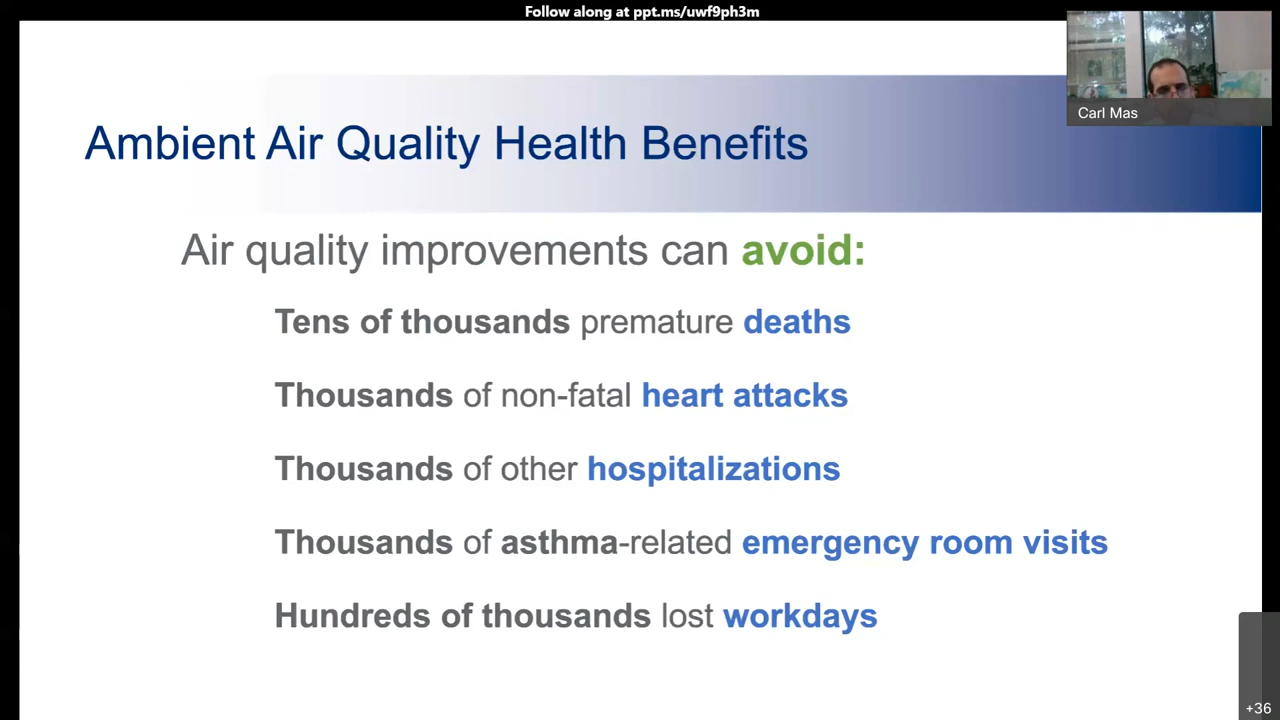 Follow along at ppt.ms/uwf9ph3m
Carl Mas
Ambient Air Quality Health Benefits
Air quality improvements can avoid:
Tens of thousands premature deaths
Thousands of non-fatal heart attacks
Thousands of other hospitalizations
Thousands of asthma-related emergency room visits
Hundreds of thousands lost workdays
+36